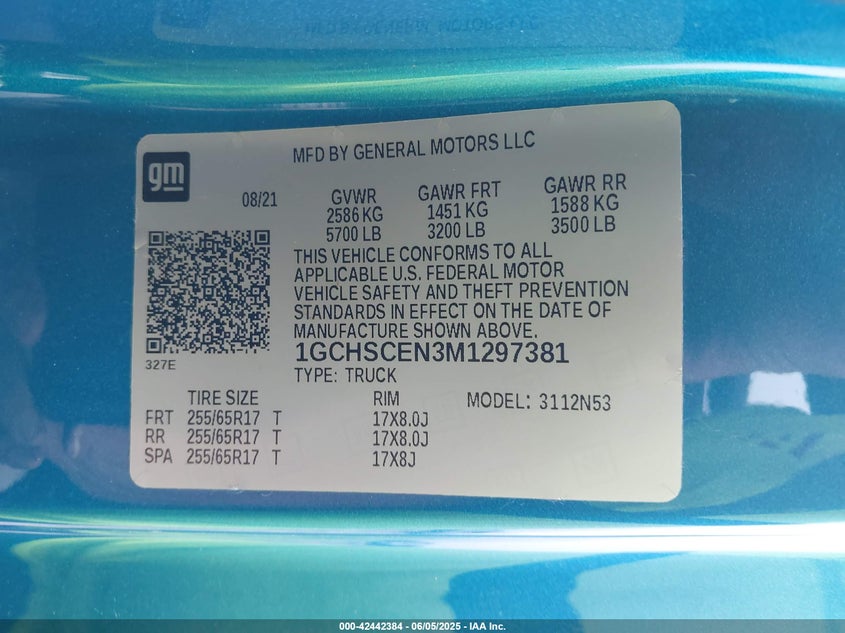 MFD BY GENERAL MOTORS LLC
gm
08/21
GVWR GAWR FRT GAWR RR
2586 KG 1451 KG 1588 KG
5700 LB 3200 LB 3500 LB
THIS VEHICLE CONFORMS TO ALL
APPLICABLE U.S. FEDERAL MOTOR
VEHICLE SAFETY AND THEFT PREVENTION
STANDARDS IN EFFECT ON THE DATE OF
MANUFACTURE SHOWN ABOVE.
1GCHSCEN3M1297381
327E
TYPE: TRUCK
TIRE SIZE RIM MODEL: 3112N53
FRT 255/65R17 T 17X8.0J
RR 255/65R17 T 17X8.0J
SPA 255/65R17 T 17X8J
000-42442384 - 06/05/2025 - IAA Inc.